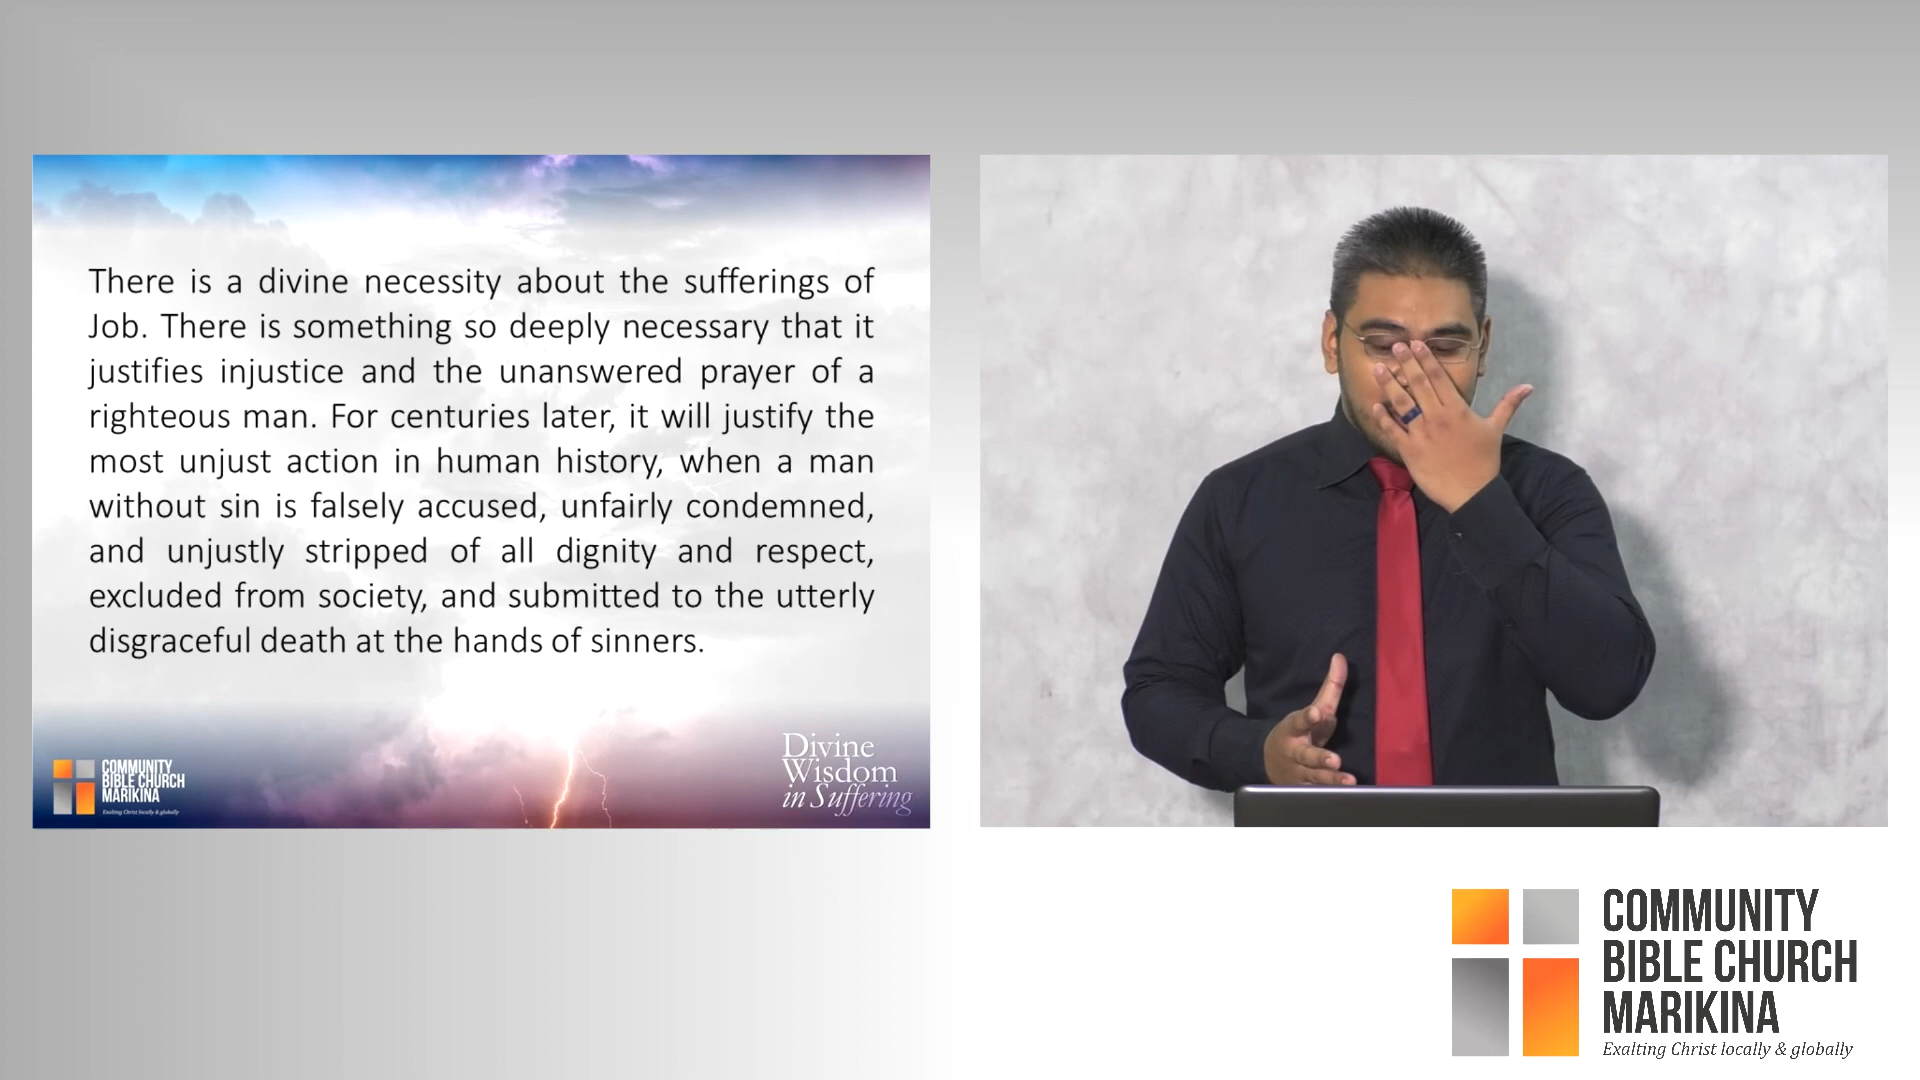 There is a divine necessity about the sufferings of
Job. There is something so deeply necessary that it
justifies injustice and the unanswered prayer of a
righteous man. For centuries later, it will justify the
most unjust action in human history, when a man
without sin is falsely accused, unfairly condemned,
and unjustly stripped of all dignity and respect,
excluded from society, and submitted to the utterly
disgraceful death at the hands of sinners.
COMMUNITY
BIBLE CHURCH
MARIKINA
Exalting Christ locally & globally
Divine
Wisdom
in Suffering
COMMUNITY
BIBLE CHURCH
MARIKINA
Exalting Christ locally & globally